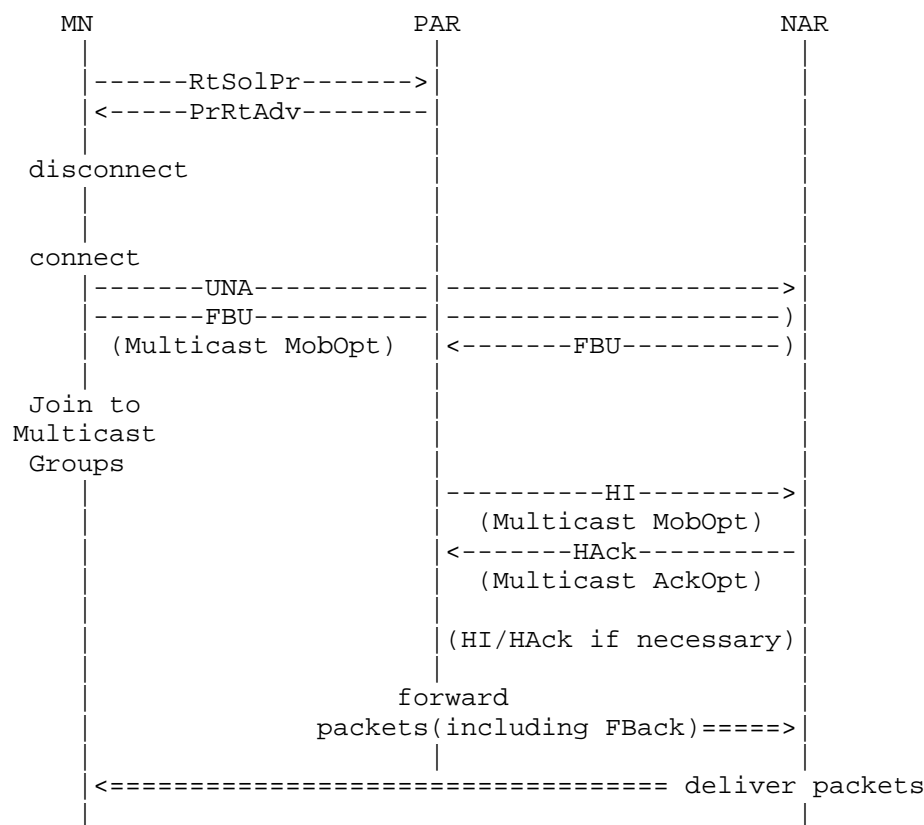 MN PAR NAR
|------RtSolPr------->|
|<-----PrRtAdv--------|
disconnect
connect
|-------UNA-----------|--------------------->|
|-------FBU-----------|---------------------)|
| (Multicast MobOpt) |<-------FBU----------)|
Join to
Multicast
Groups
|----------HI--------->|
(Multicast MobOpt)
|<-------HAck----------|
(Multicast AckOpt)
|(HI/HAck if necessary)|
forward
packets(including FBack)=====>|
|<=================================== deliver packets